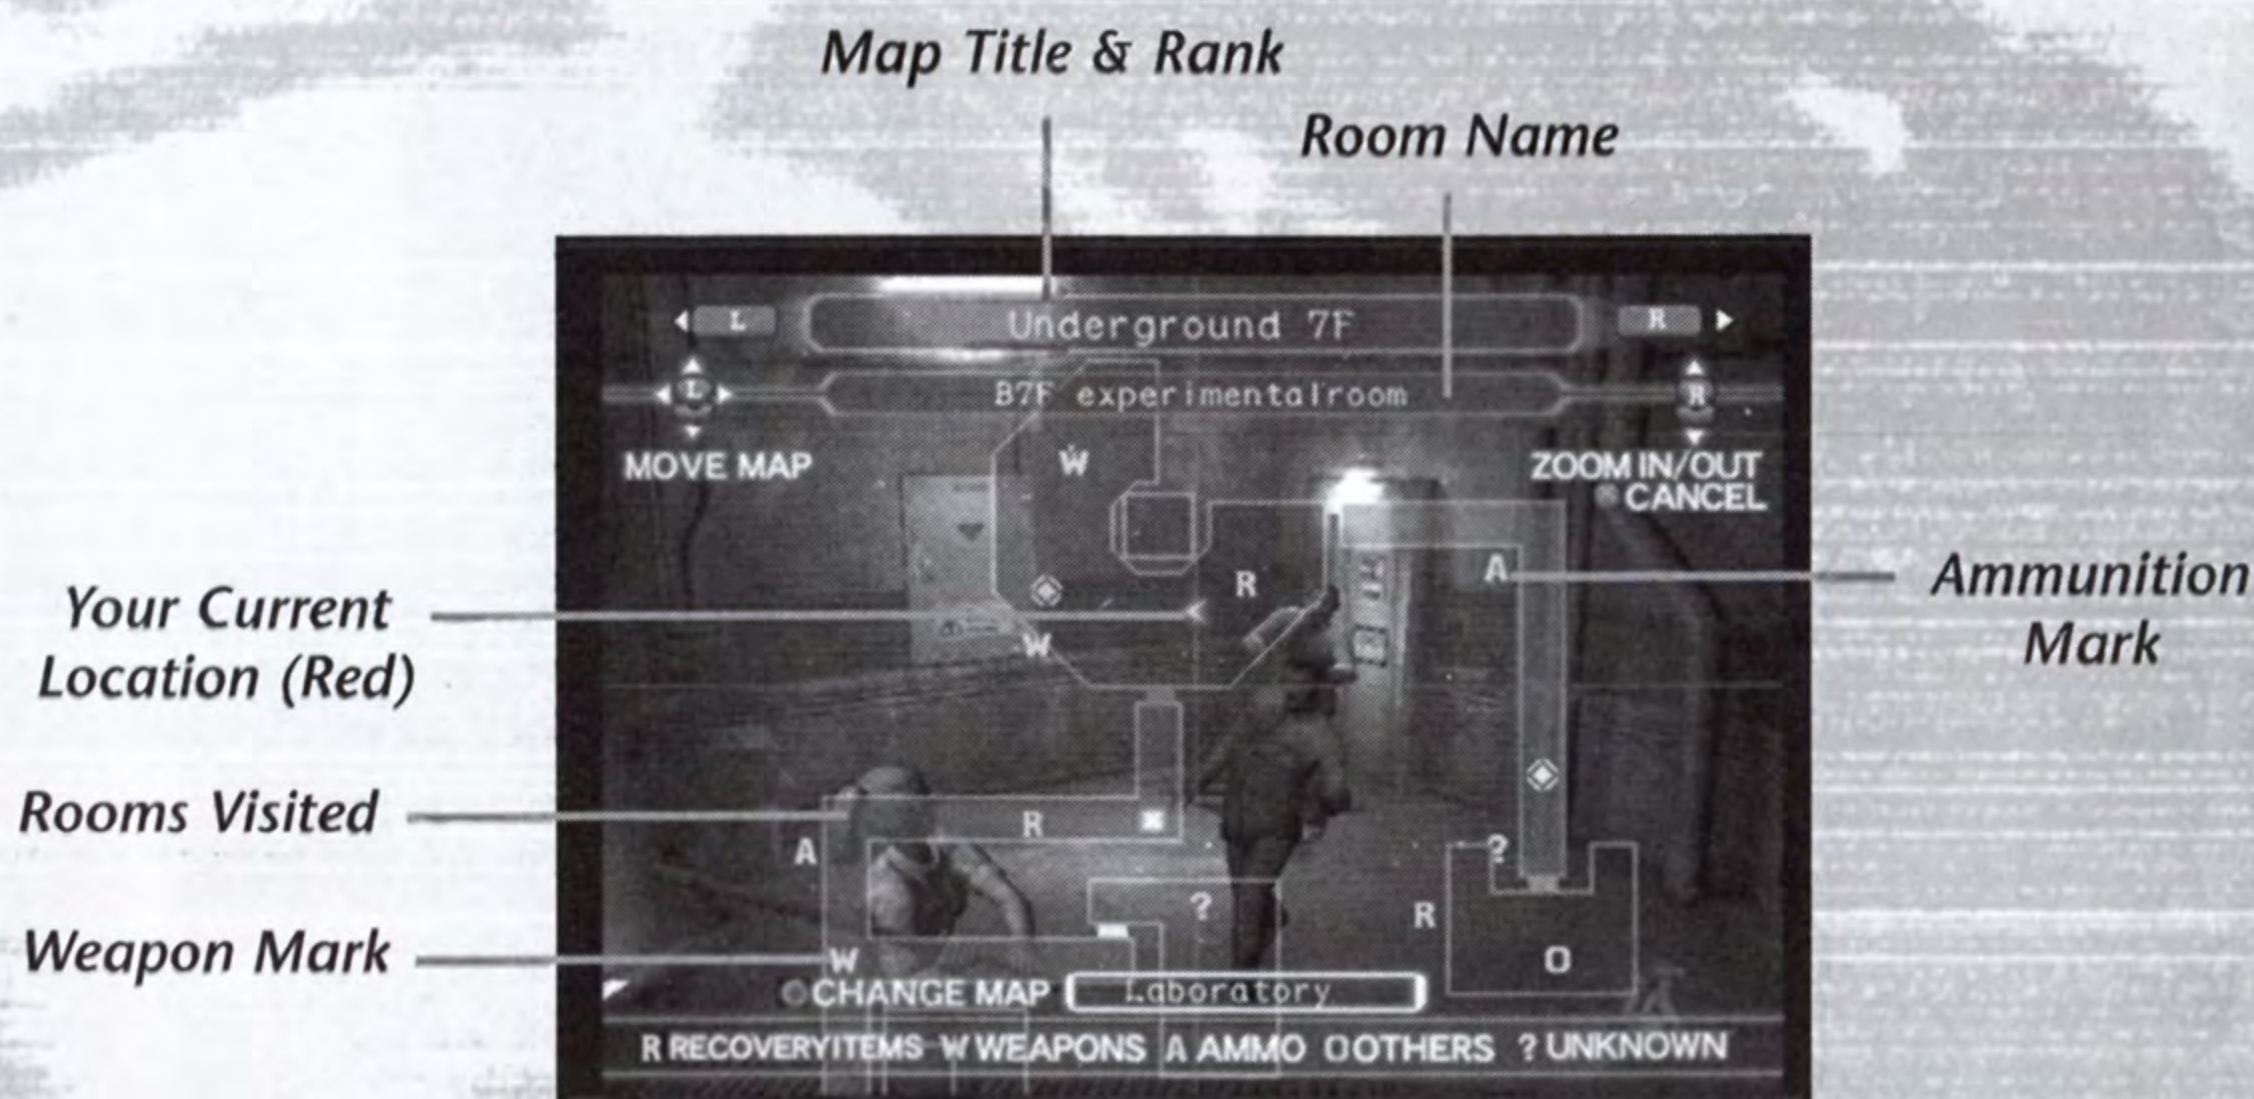 Map Title & Rank
Room Name
L
Underground 7F
R
L
B7F experimentalroom
R
MOVE MAP
W
ZOOM IN/OUT
CANCEL
Your Current
Location (Red)
R
A
Ammunition
Mark
W
Rooms Visited
R
A
?
?
R
Weapon Mark
W
O
CHANGE MAP
Laboratory
R RECOVERYITEMS W WEAPONS A AMMO O OTHERS ? UNKNOWN